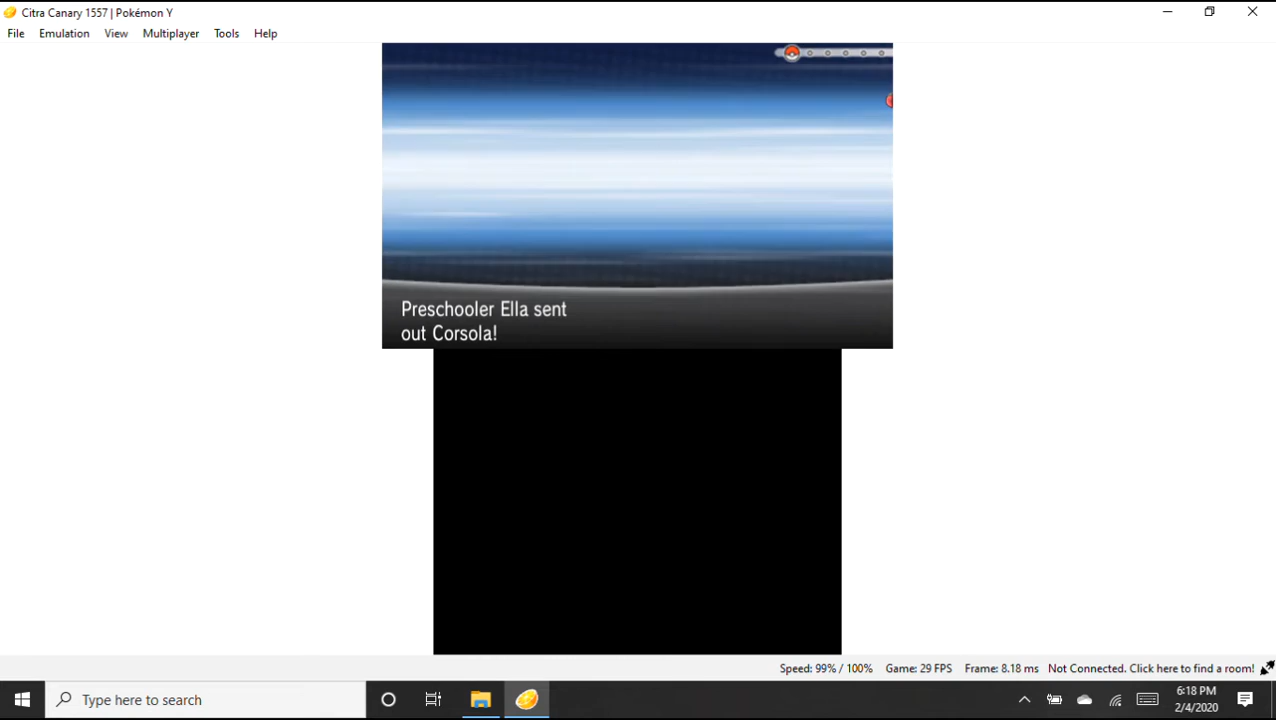 Citra Canary 1557 | Pokémon Y
File Emulation View Multiplayer Tools Help
Preschooler Ella sent
out Corsola!
Speed: 99% / 100% Game: 29 FPS Frame: 8.18 ms Not Connected. Click here to find a room!
Type here to search
6:18 PM
2/4/2020